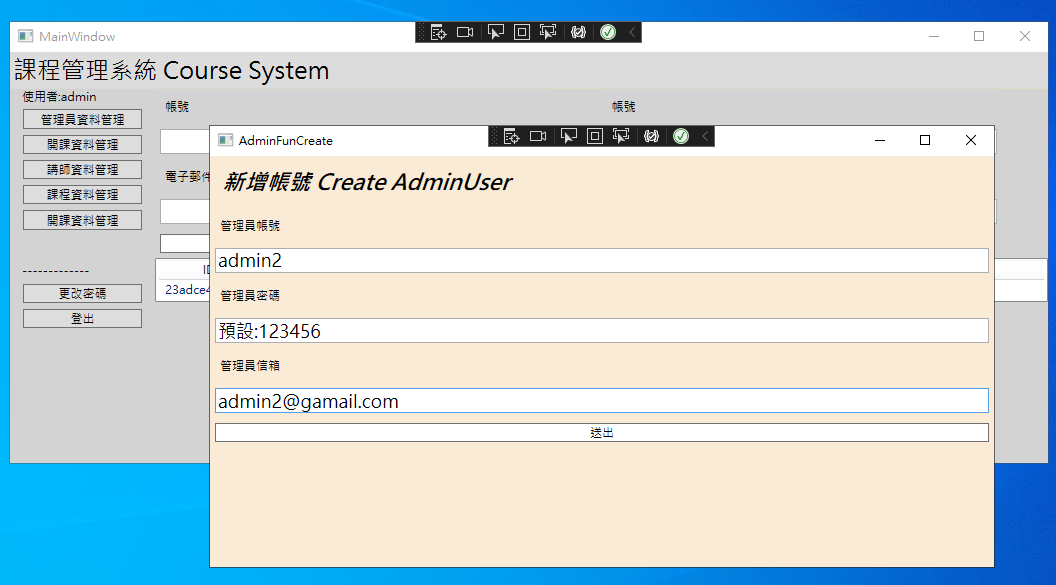 MainWindow
課程管理系統 Course System
使用者:admin
管理員資料管理
開課資料管理
講師資料管理
課程資料管理
開課資料管理
-------------
更改密碼
登出
帳號
帳號
電子郵件
ID
23adce4
AdminFunCreate
新增帳號 Create AdminUser
管理員帳號
admin2
管理員密碼
預設:123456
管理員信箱
admin2@gamail.com
送出